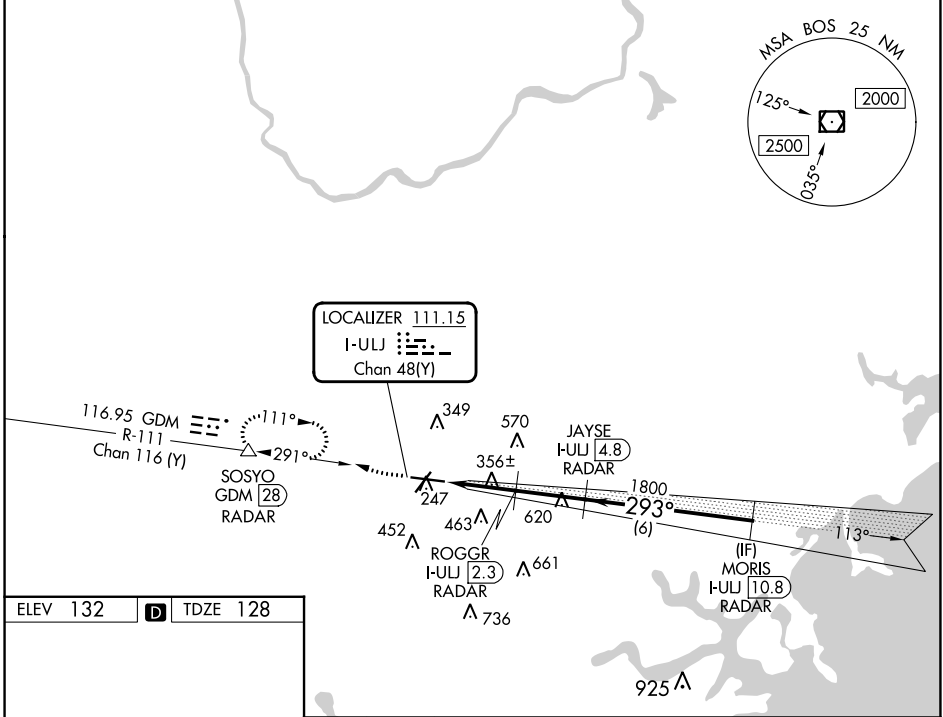 MSA BOS 25 NM
125°
2000
2500
035°
LOCALIZER 111.15
I-ULJ
Chan 48(Y)
116.95 GDM
R-111
Chan 116 (Y)
111°
291°
SOSYO
GDM 28
RADAR
349
570
356±
247
452
463
620
661
736
925
JAYSE
I-ULJ 4.8
RADAR
1800
293°
(6)
113°
ROGGR
I-ULJ 2.3
RADAR
(IF)
MORIS
I-ULJ 10.8
RADAR
ELEV 132 D TDZE 128